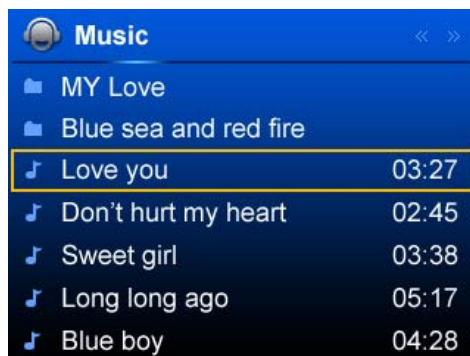 Music « »
MY Love
Blue sea and red fire
Love you 03:27
Don't hurt my heart 02:45
Sweet girl 03:38
Long long ago 05:17
Blue boy 04:28